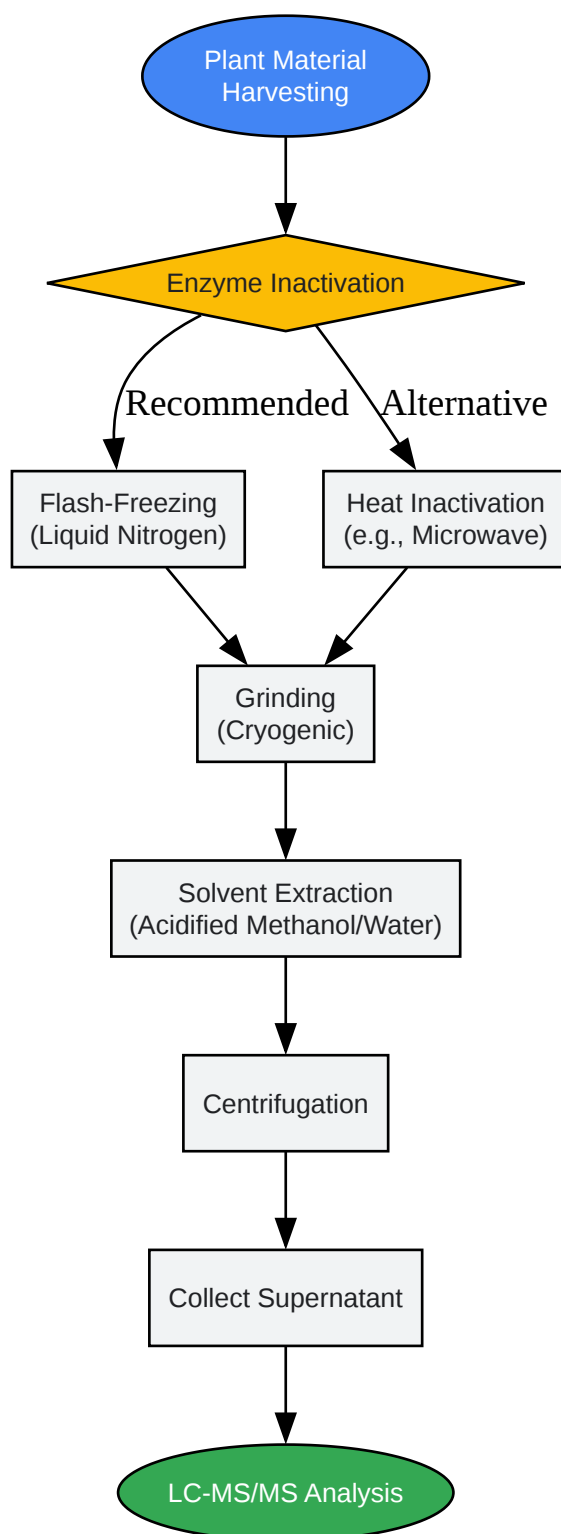 Plant Material
Harvesting
Enzyme Inactivation
Recommended
Alternative
Flash-Freezing
(Liquid Nitrogen)
Heat Inactivation
(e.g., Microwave)
Grinding
(Cryogenic)
Solvent Extraction
(Acidified Methanol/Water)
Centrifugation
Collect Supernatant
LC-MS/MS Analysis